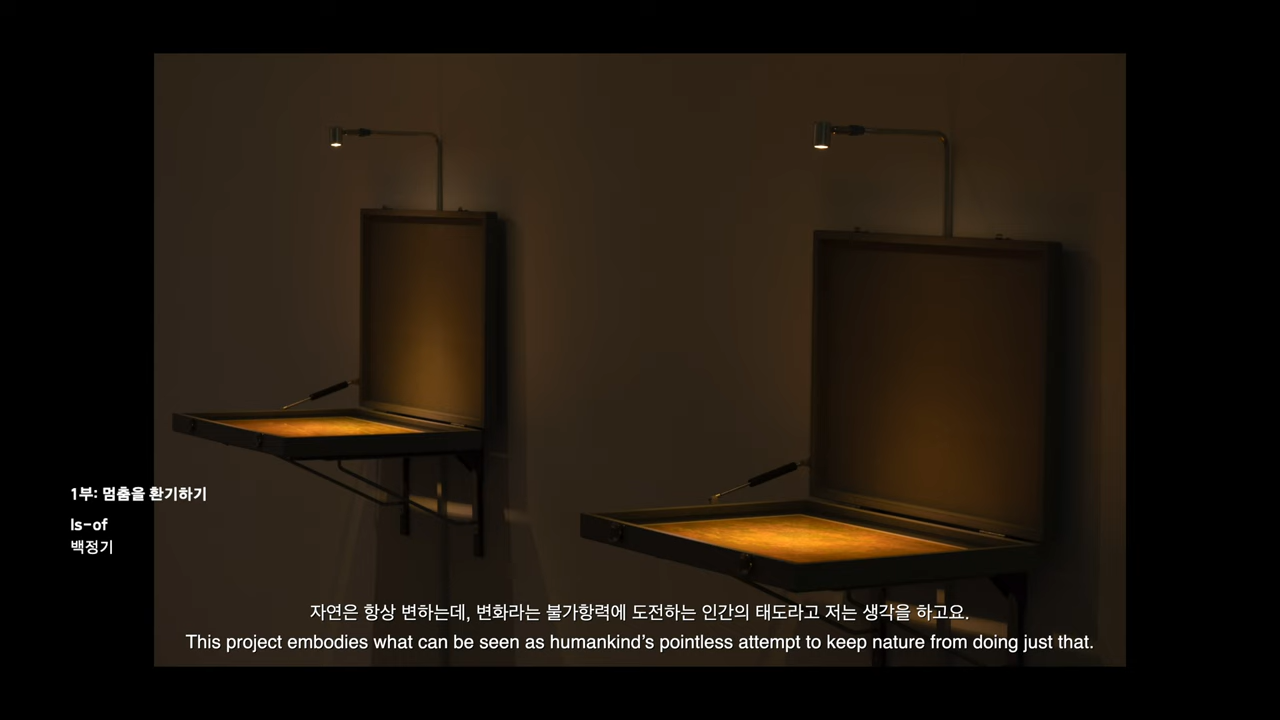 1부: 멈춤을 환기하기
Is-of
백정기
자연은 항상 변하는데, 변화라는 불가항력에 도전하는 인간의 태도라고 저는 생각을 하고요.
This project embodies what can be seen as humankind's pointless attempt to keep nature from doing just that.